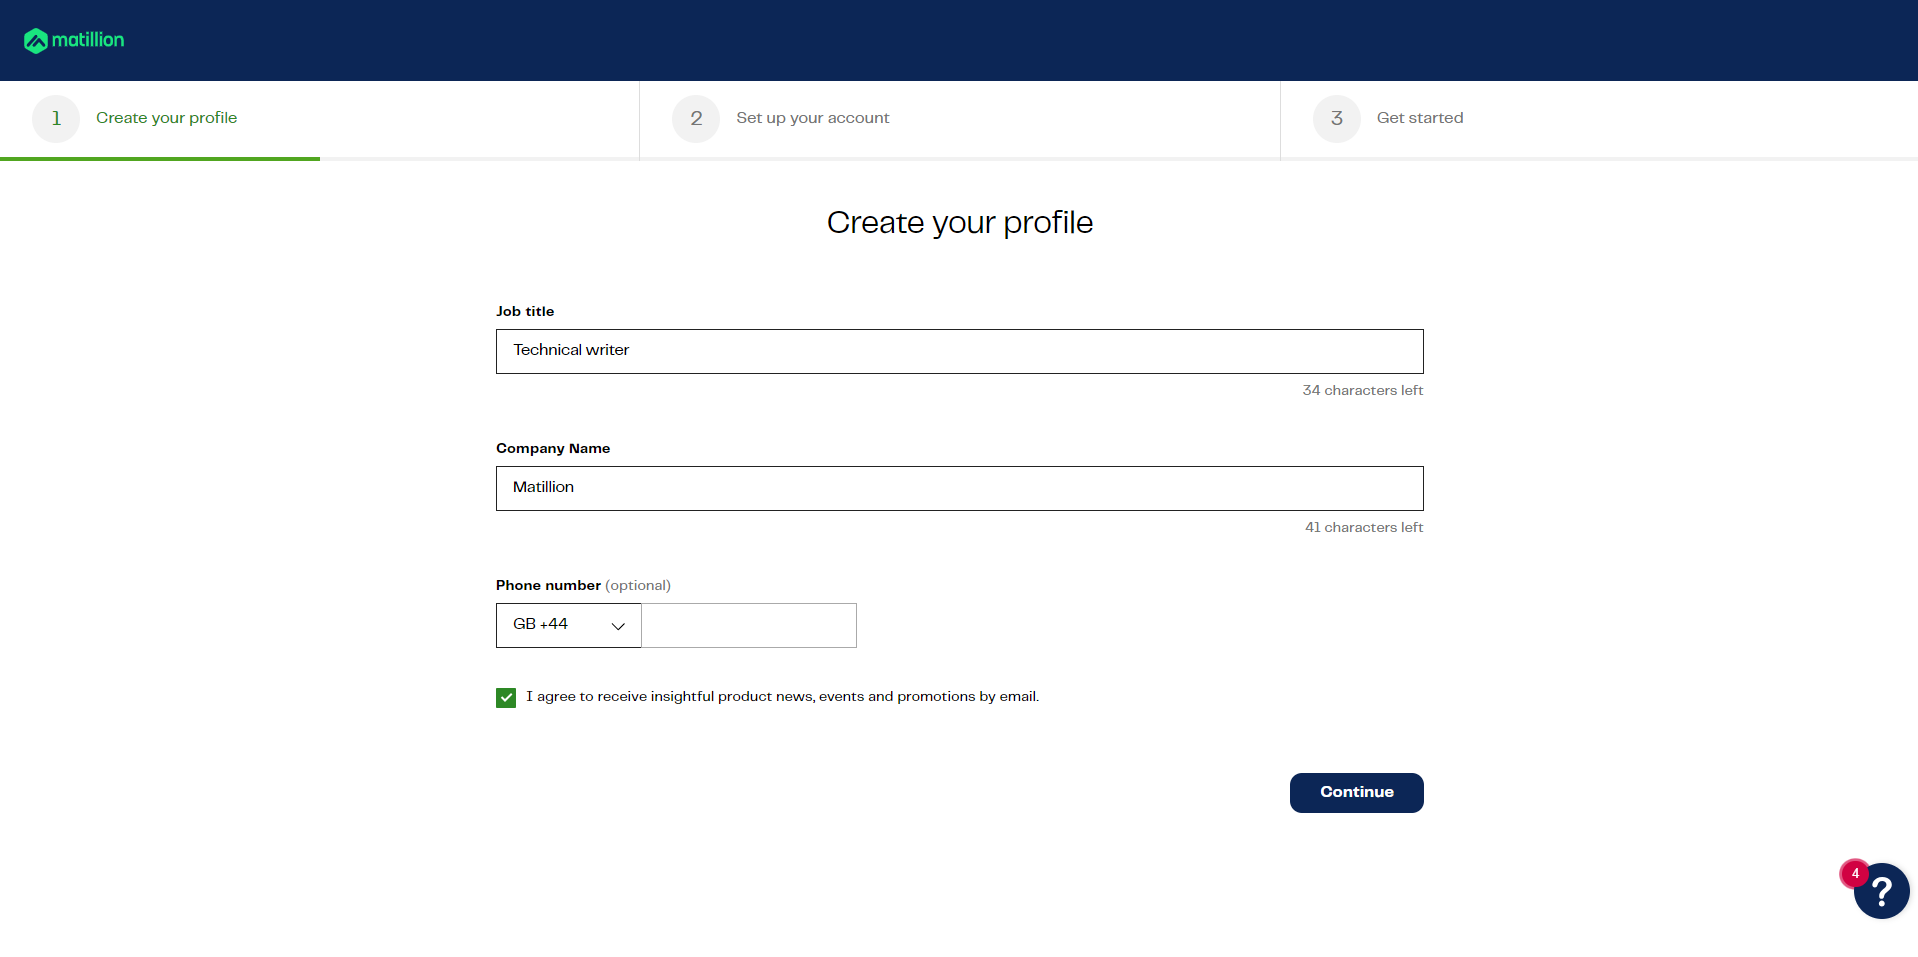 matillion
1 Create your profile
2 Set up your account
3 Get started
Create your profile
Job title
Technical writer
34 characters left
Company Name
Matillion
41 characters left
Phone number (optional)
GB +44
I agree to receive insightful product news, events and promotions by email.
Continue
4
?